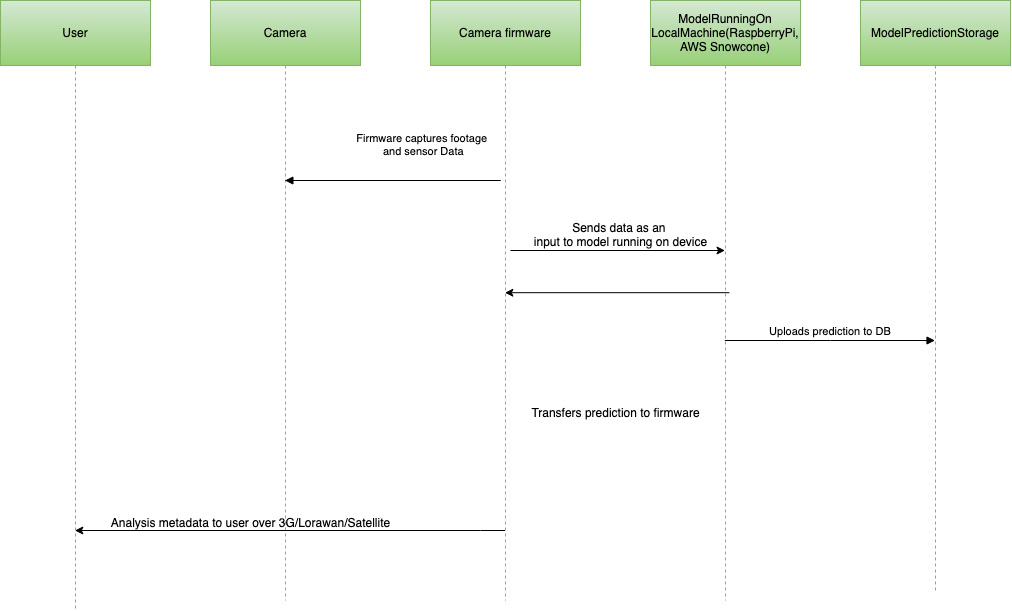 User
Camera
Camera firmware
ModelRunningOn
LocalMachine(RaspberryPi,
AWS Snowcone)
ModelPredictionStorage
Firmware captures footage
and sensor Data
Sends data as an
input to model running on device
Uploads prediction to DB
Transfers prediction to firmware
Analysis metadata to user over 3G/Lorawan/Satellite